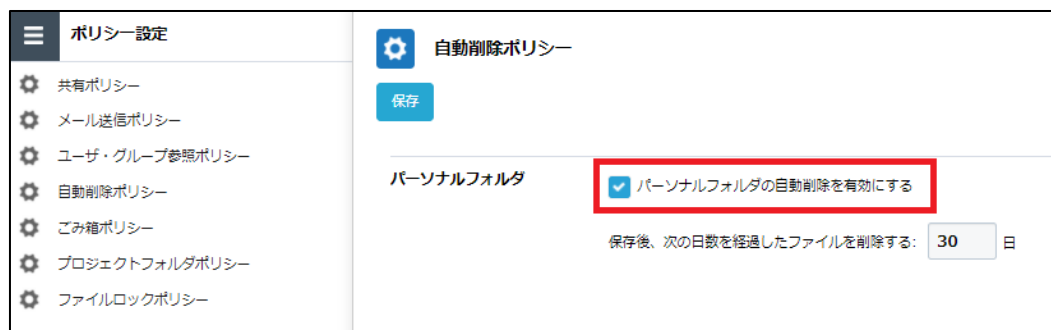 ポリシー設定
共有ポリシー
メール送信ポリシー
ユーザ・グループ参照ポリシー
自動削除ポリシー
ごみ箱ポリシー
プロジェクトフォルダポリシー
ファイルロックポリシー
自動削除ポリシー
保存
パーソナルフォルダ
パーソナルフォルダの自動削除を有効にする
保存後、次の日数を経過したファイルを削除する: 30 日